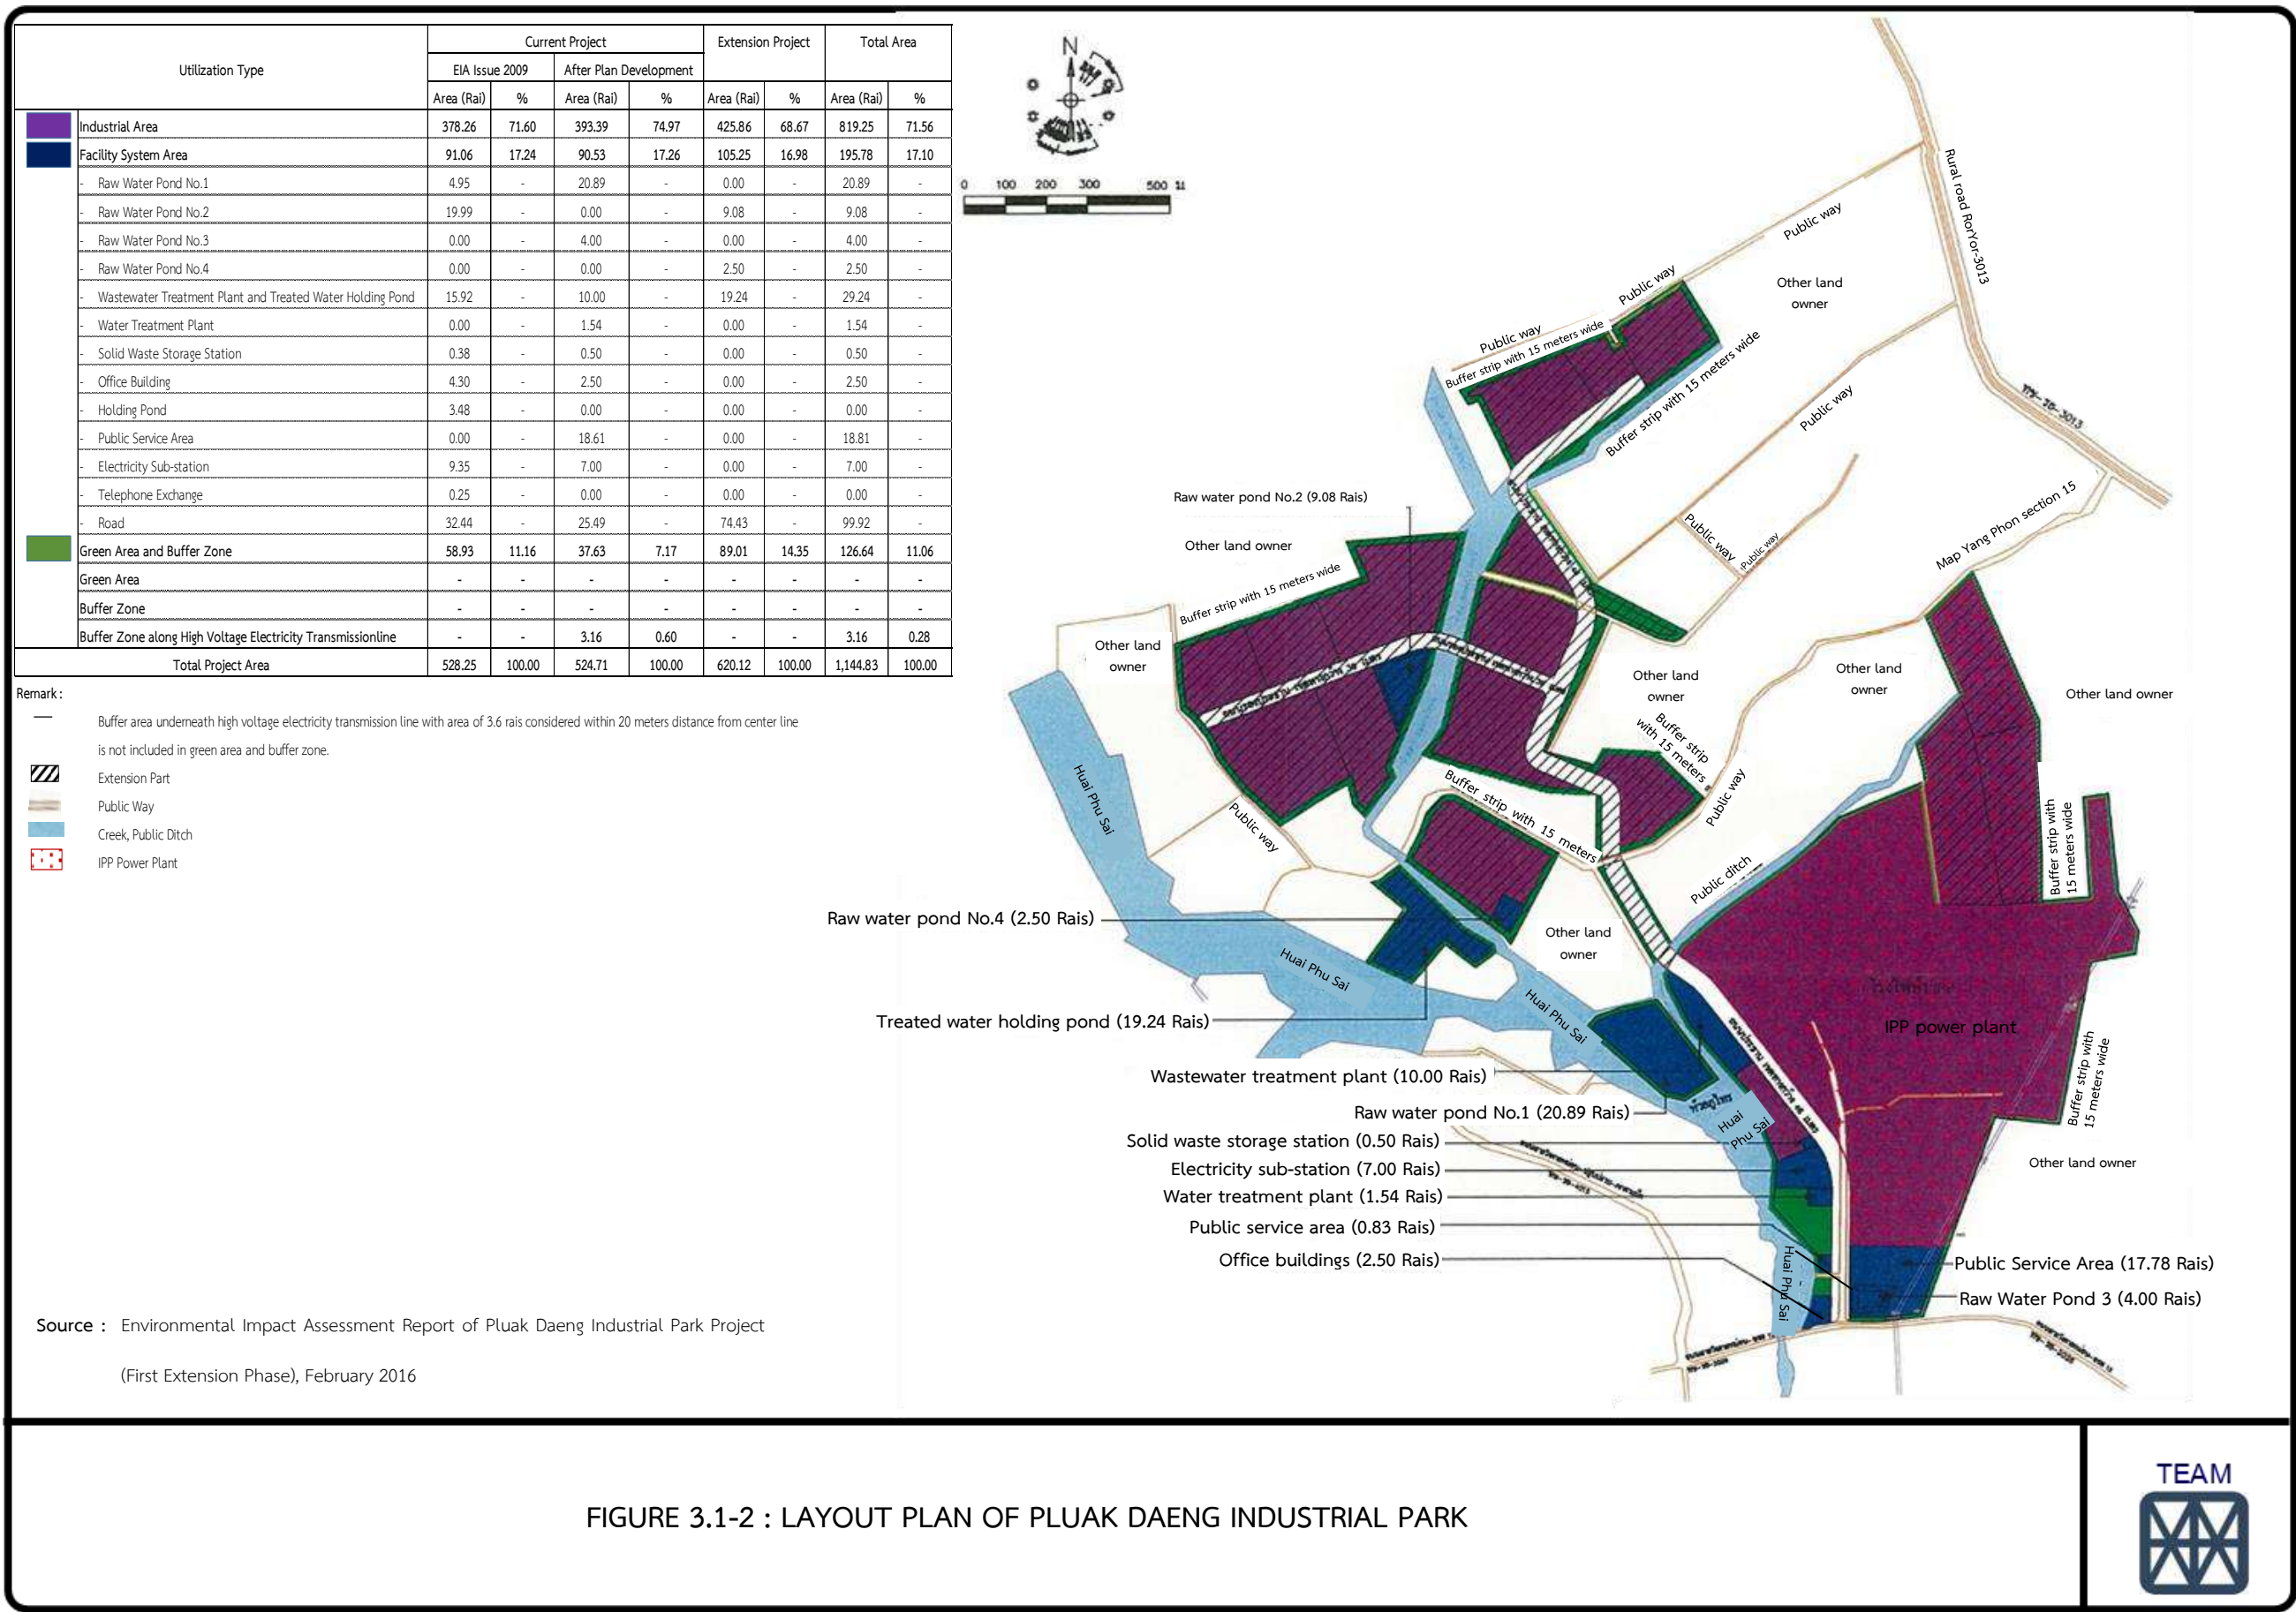 Utilization Type
Current Project
Extension Project
Total Area
EIA Issue 2009
After Plan Development
Area (Rai) % Area (Rai) % Area (Rai) % Area (Rai) %
Industrial Area 378.26 71.60 393.39 74.97 425.86 68.67 819.25 71.56
Facility System Area 91.06 17.24 90.53 17.26 105.25 16.98 195.78 17.10
- Raw Water Pond No.1 4.95 - 20.89 - 0.00 - 20.89 -
- Raw Water Pond No.2 19.99 - 0.00 - 9.08 - 9.08 -
- Raw Water Pond No.3 0.00 - 4.00 - 0.00 - 4.00 -
- Raw Water Pond No.4 0.00 - 0.00 - 2.50 - 2.50 -
- Wastewater Treatment Plant and Treated Water Holding Pond 15.92 - 10.00 - 19.24 - 29.24 -
- Water Treatment Plant 0.00 - 1.54 - 0.00 - 1.54 -
- Solid Waste Storage Station 0.38 - 0.50 - 0.00 - 0.50 -
- Office Building 4.30 - 2.50 - 0.00 - 2.50 -
- Holding Pond 3.48 - 0.00 - 0.00 - 0.00 -
- Public Service Area 0.00 - 18.61 - 0.00 - 18.81 -
- Electricity Sub-station 9.35 - 7.00 - 0.00 - 7.00 -
- Telephone Exchange 0.25 - 0.00 - 0.00 - 0.00 -
- Road 32.44 - 25.49 - 74.43 - 99.92 -
Green Area and Buffer Zone 58.93 11.16 37.63 7.17 89.01 14.35 126.64 11.06
Green Area - - - - - - - -
Buffer Zone - - - - - - - -
Buffer Zone along High Voltage Electricity Transmissionline - - 3.16 0.60 - - 3.16 0.28
Total Project Area 528.25 100.00 524.71 100.00 620.12 100.00 1,144.83 100.00
Remark :
Buffer area underneath high voltage electricity transmission line with area of 3.6 rais considered within 20 meters distance from center line
is not included in green area and buffer zone.
Extension Part
Public Way
Creek, Public Ditch
IPP Power Plant
N
0 100 200 300 500
Rural road RorYor-3013
Public way
Public way
Public way
Other land
owner
Buffer strip with 15 meters wide
Buffer strip with 15 meters wide
Public way
Raw water pond No.2 (9.08 Rais)
Other land owner
Public way
Public way
Map Yang Phon section 15
Buffer strip with 15 meters wide
Other land
owner
Other land
owner
Other land
owner
Other land owner
Buffer strip
with 15 meters
Huai Phu Sai
Public way
Buffer strip with 15 meters
Public way
Buffer strip with
15 meters wide
Public ditch
Raw water pond No.4 (2.50 Rais)
Other land
owner
Huai Phu Sai
Huai Phu Sai
Treated water holding pond (19.24 Rais)
IPP power plant
Wastewater treatment plant (10.00 Rais)
Buffer strip with
15 meters wide
Raw water pond No.1 (20.89 Rais)
ห้วยภูไทร
Huai
Phu Sai
Solid waste storage station (0.50 Rais)
Electricity sub-station (7.00 Rais)
Other land owner
Water treatment plant (1.54 Rais)
Public service area (0.83 Rais)
Office buildings (2.50 Rais)
Huai Phu Sai
Public Service Area (17.78 Rais)
Raw Water Pond 3 (4.00 Rais)
Source : Environmental Impact Assessment Report of Pluak Daeng Industrial Park Project
(First Extension Phase), February 2016
FIGURE 3.1-2 : LAYOUT PLAN OF PLUAK DAENG INDUSTRIAL PARK
TEAM